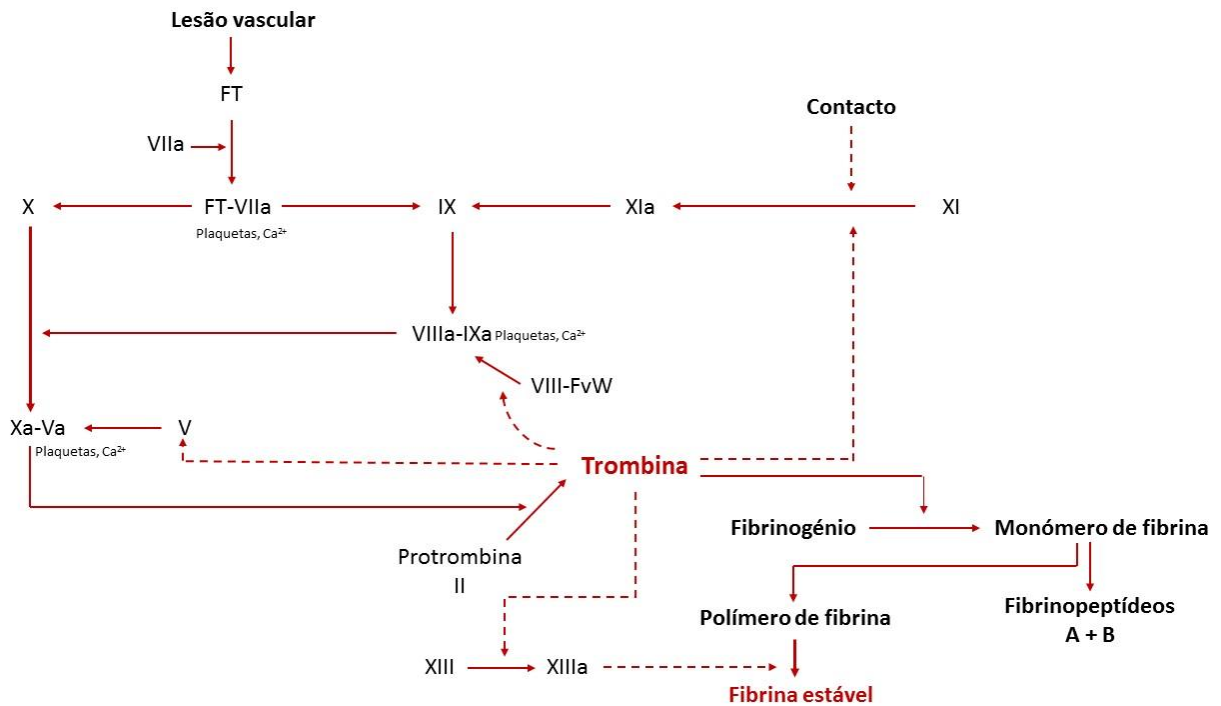 Lesão vascular
FT
Contacto
VIIa
X
FT-VIIa
IX
XIa
XI
Plaquetas, Ca²⁺
VIIIa-IXa Plaquetas, Ca²⁺
VIII-FvW
Xa-Va
V
Plaquetas, Ca²⁺
Trombina
Fibrinogénio
Monómero de fibrina
Protrombina
II
Fibrinopeptídeos
A + B
Polímero de fibrina
XIII
XIIIa
Fibrina estável